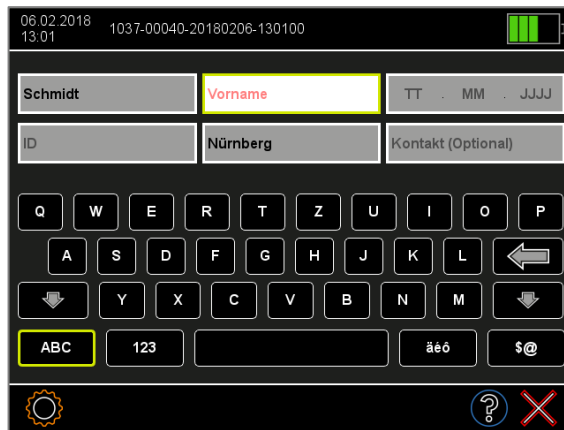 06.02.2018
13:01
1037-00040-20180206-130100
Schmidt
Vorname
TT . MM . JJJJ
ID
Nürnberg
Kontakt (Optional)
Q W E R T Z U I O P
A S D F G H J K L
Y X C V B N M
ABC 123 äéô $@
?